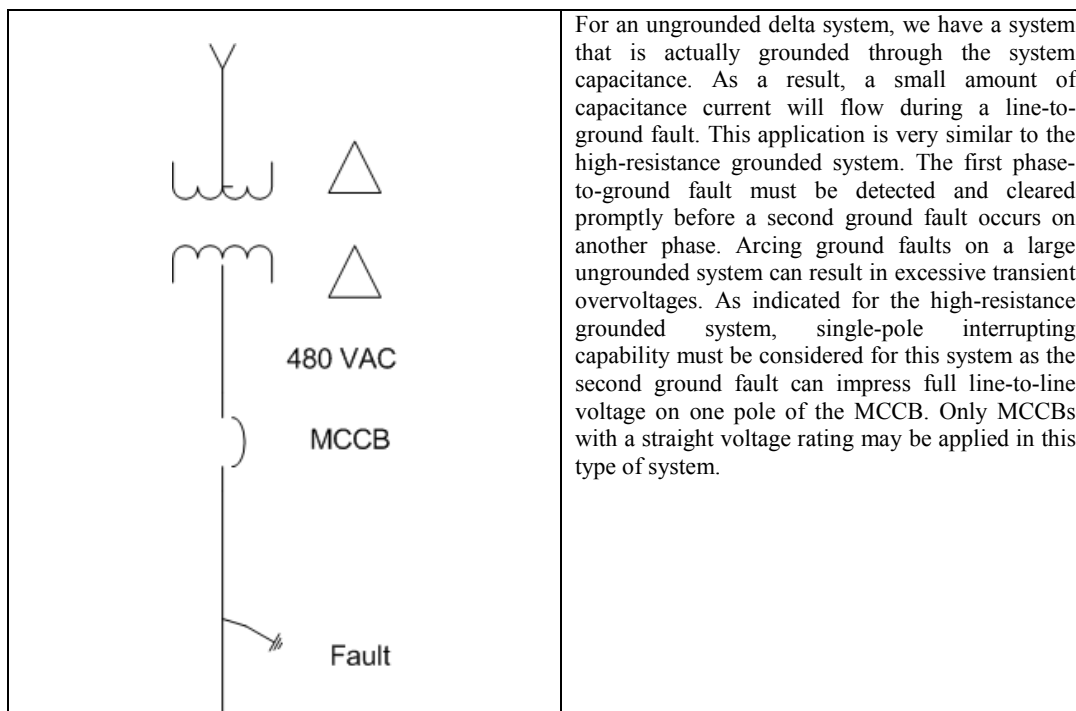 For an ungrounded delta system, we have a system
that is actually grounded through the system
capacitance. As a result, a small amount of
capacitance current will flow during a line-to-
ground fault. This application is very similar to the
high-resistance grounded system. The first phase-
to-ground fault must be detected and cleared
promptly before a second ground fault occurs on
another phase. Arcing ground faults on a large
ungrounded system can result in excessive transient
overvoltages. As indicated for the high-resistance
grounded system, single-pole interrupting
capability must be considered for this system as the
second ground fault can impress full line-to-line
voltage on one pole of the MCCB. Only MCCBs
with a straight voltage rating may be applied in this
type of system.
480 VAC
MCCB
Fault